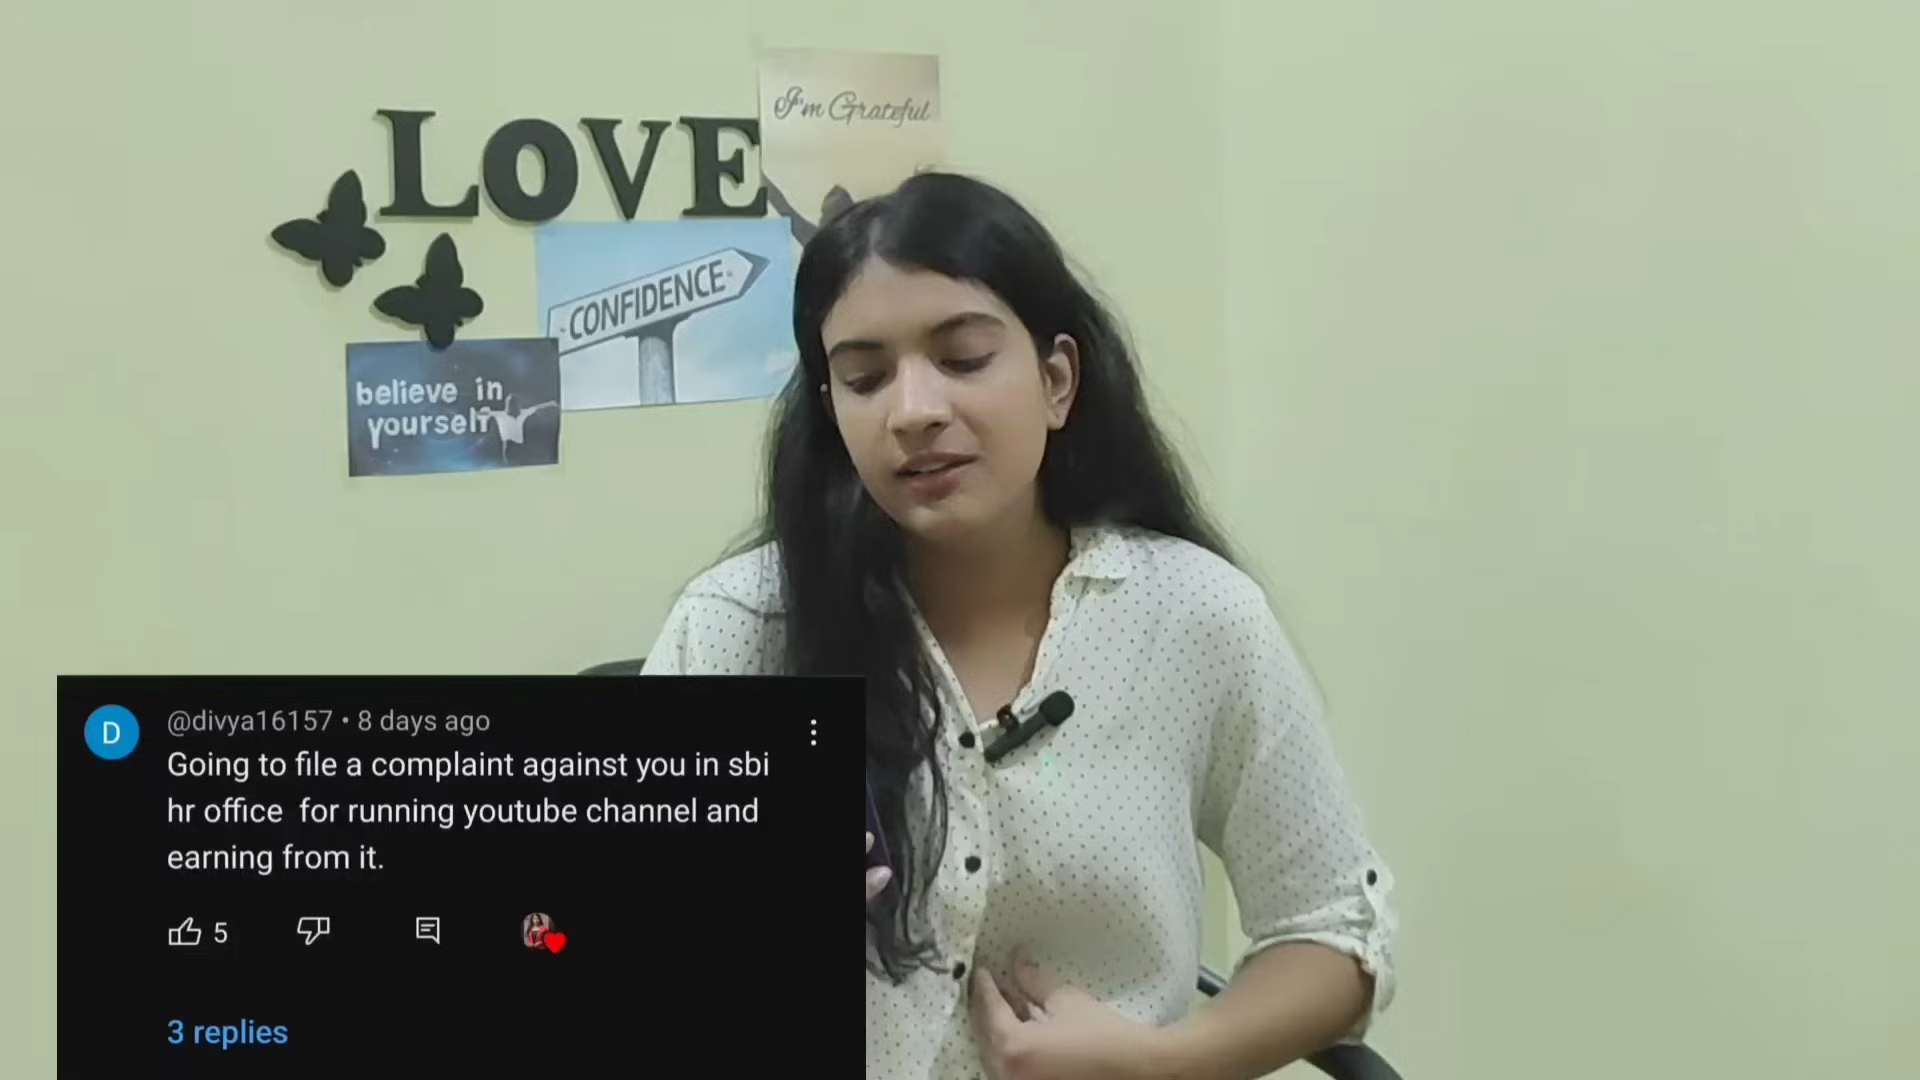 LOVE
I'm Grateful
CONFIDENCE
believe in
yourself
D
@divya16157 • 8 days ago
Going to file a complaint against you in sbi
hr office for running youtube channel and
earning from it.
5
3 replies